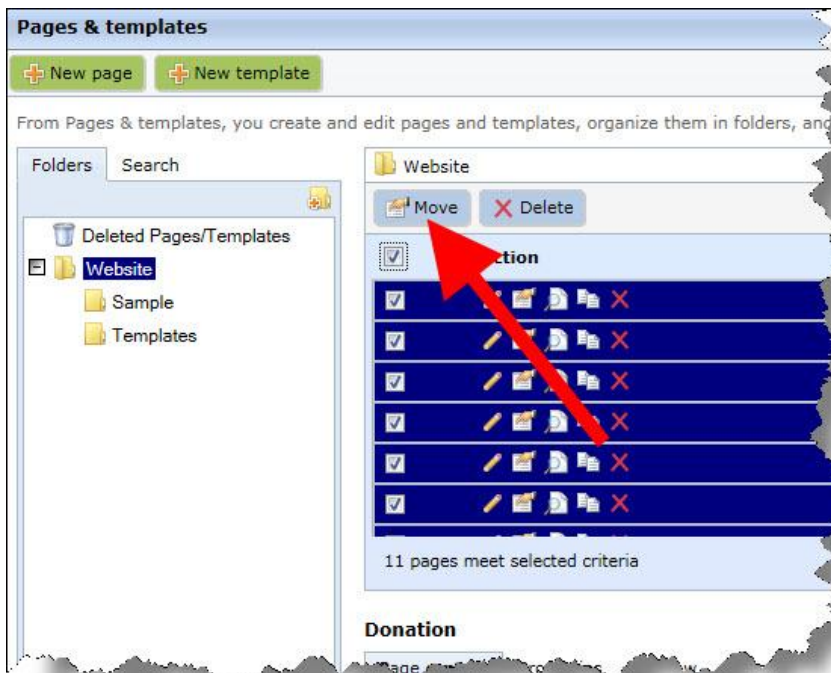 Pages & templates
New page New template
From Pages & templates, you create and edit pages and templates, organize them in folders, and
Folders Search
Website
Move Delete
Deleted Pages/Templates
Website
Sample
Templates
11 pages meet selected criteria
Donation